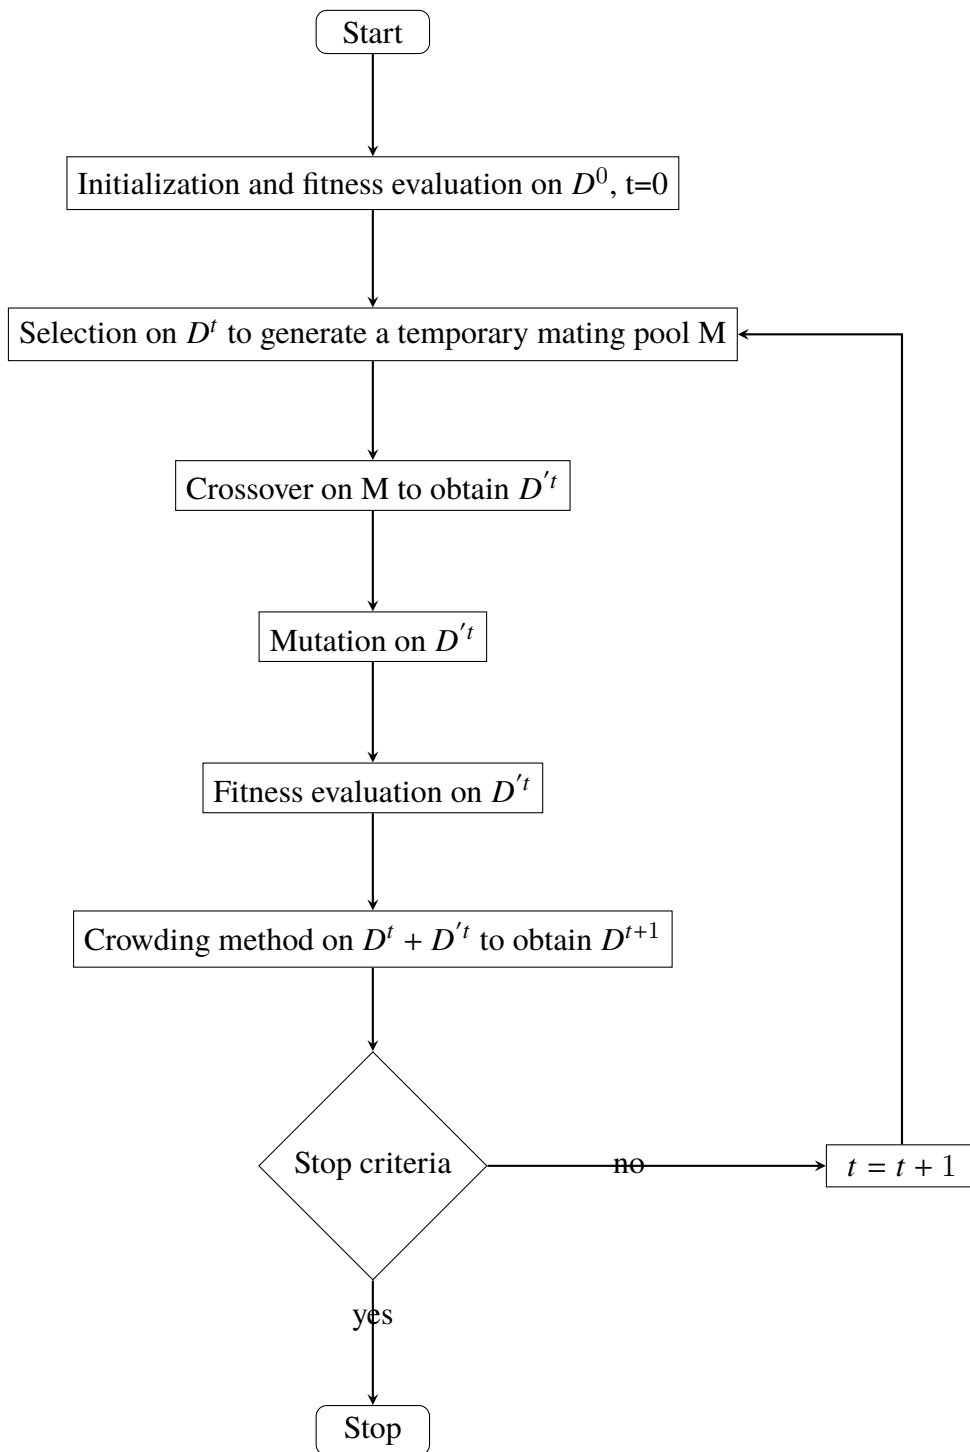 Start
Initialization and fitness evaluation on $D^0$, t=0
Selection on $D^t$ to generate a temporary mating pool M
Crossover on M to obtain $D^{'t}$
Mutation on $D^{'t}$
Fitness evaluation on $D^{'t}$
Crowding method on $D^t + D^{'t}$ to obtain $D^{t+1}$
Stop criteria
no
$t = t + 1$
yes
Stop